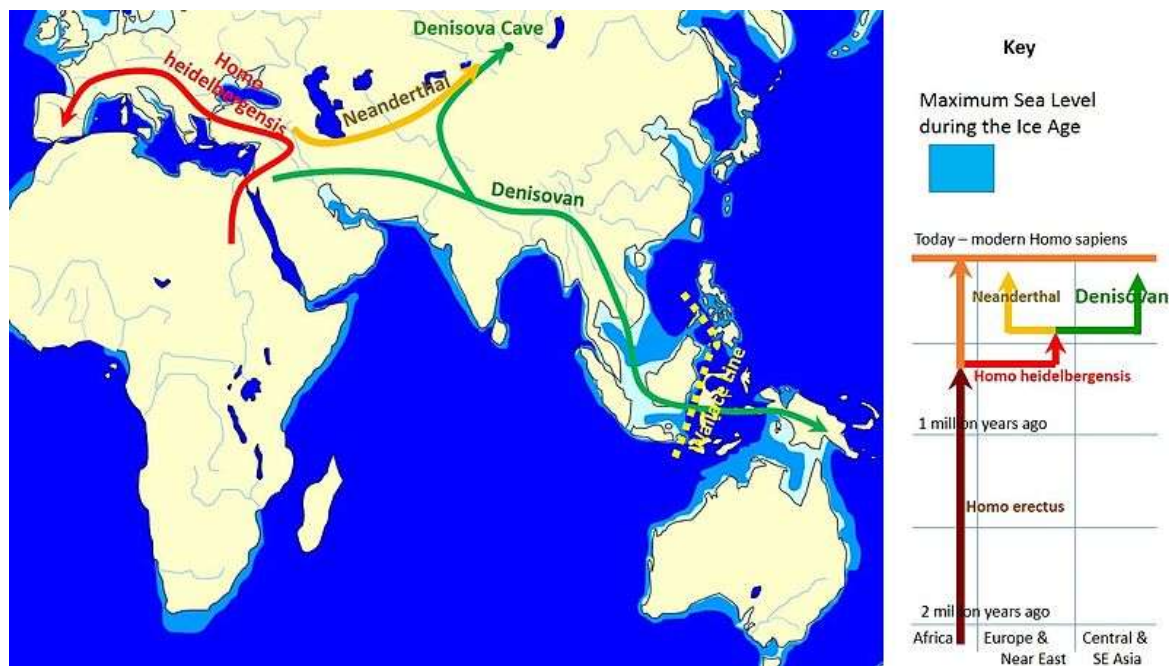 Denisova Cave
Homo
heidelbergensis
Neanderthal
Denisovan
Wallace Line
Key
Maximum Sea Level
during the Ice Age
Today – modern Homo sapiens
Neanderthal
Denisovan
Homo heidelbergensis
1 million years ago
Homo erectus
2 million years ago
Africa
Europe &
Near East
Central &
SE Asia